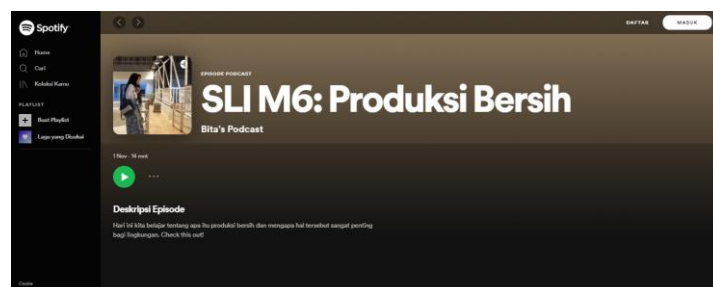 Spotify
Home
Cari
Koleksi Kamu
PLAYLIST
Buat Playlist
Lagu yang Disukai
DAFTAR
MASUK
EPISODE PODCAST
SLI M6: Produksi Bersih
Bita's Podcast
1 Nov · 14 mnt
Deskripsi Episode
Hari ini kita belajar tentang apa itu produksi bersih dan mengapa hal tersebut sangat penting
bagi lingkungan. Check this out!
Cookie